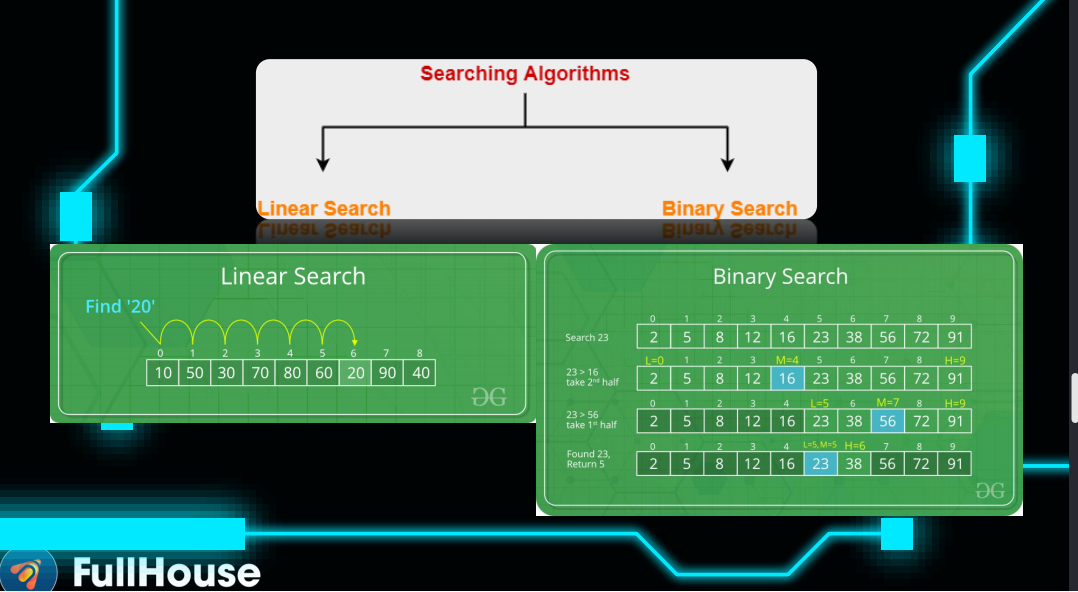 Searching Algorithms
Linear Search
Binary Search
Linear Search
Find '20'
0 1 2 3 4 5 6 7 8
10 50 30 70 80 60 20 90 40
Binary Search
0 1 2 3 4 5 6 7 8 9
Search 23
2 5 8 12 16 23 38 56 72 91
L=0 1 2 3 M=4 5 6 7 8 H=9
23 > 16
take 2nd half
2 5 8 12 16 23 38 56 72 91
0 1 2 3 4 L=5 6 M=7 8 H=9
23 > 56
take 1st half
2 5 8 12 16 23 38 56 72 91
0 1 2 3 4 L=5, M=5 H=6 7 8 9
Found 23,
Return 5
2 5 8 12 16 23 38 56 72 91
FullHouse